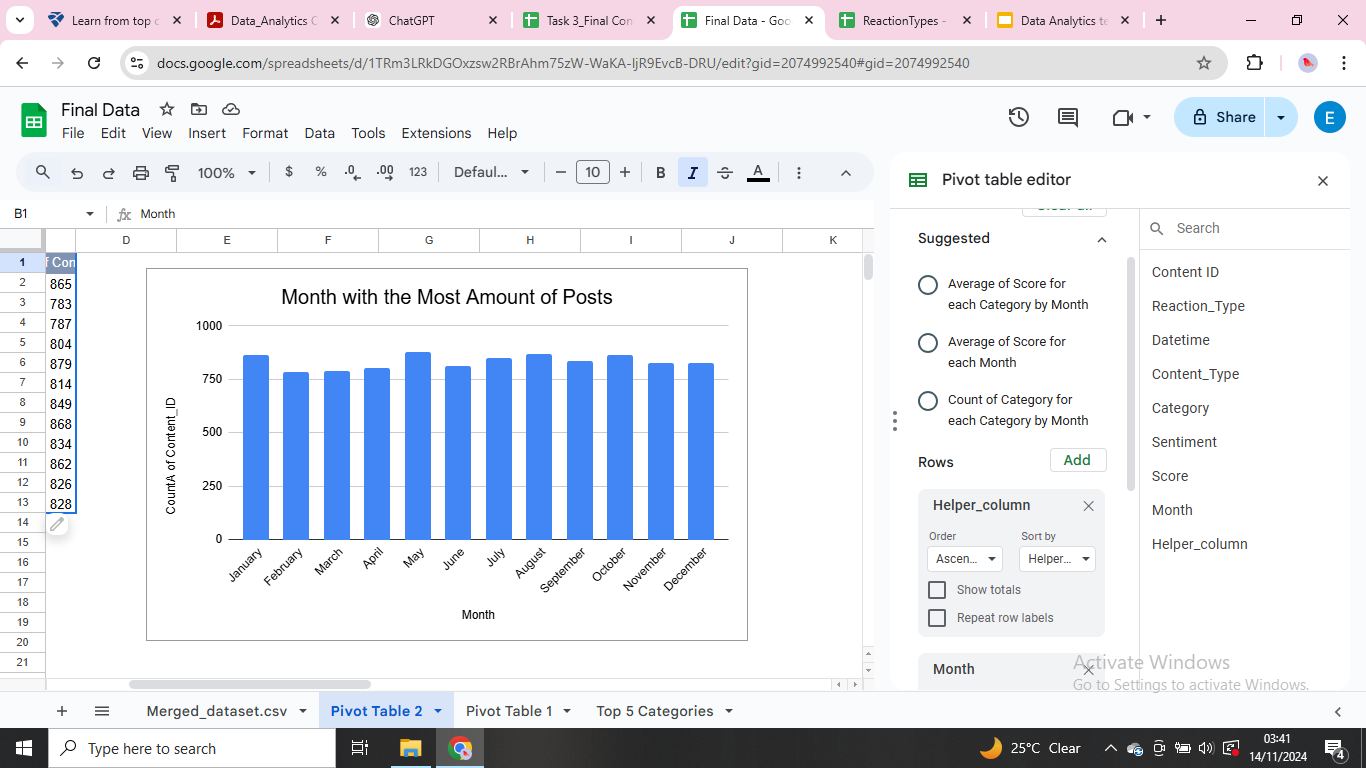 Learn from top c
Data_Analytics C
ChatGPT
Task 3_Final Con
Final Data - Goo
ReactionTypes -
Data Analytics te
docs.google.com/spreadsheets/d/1TRm3LRkDGOxzsw2RBrAhm75zW-WaKA-IjR9EvcB-DRU/edit?gid=2074992540#gid=2074992540
Final Data
File Edit View Insert Format Data Tools Extensions Help
Share
E
100% $ % .0 .00 123 Defaul... 10 B I A
Pivot table editor
B1
Month
D E F G H I J K
1 f Con
2 865
3 783
4 787
5 804
6 879
7 814
8 849
9 868
10 834
11 862
12 826
13 828
14
15
16
17
18
19
20
21
Month with the Most Amount of Posts
CountA of Content_ID
1000
750
500
250
0
January
February
March
April
May
June
July
August
September
October
November
December
Month
Suggested
Average of Score for
each Category by Month
Average of Score for
each Month
Count of Category for
each Category by Month
Rows
Add
Helper_column
Order
Sort by
Ascen...
Helper...
Show totals
Repeat row labels
Month
Search
Content ID
Reaction_Type
Datetime
Content_Type
Category
Sentiment
Score
Month
Helper_column
Activate Windows
Go to Settings to activate Windows.
Merged_dataset.csv
Pivot Table 2
Pivot Table 1
Top 5 Categories
Type here to search
25°C Clear
03:41
14/11/2024
4